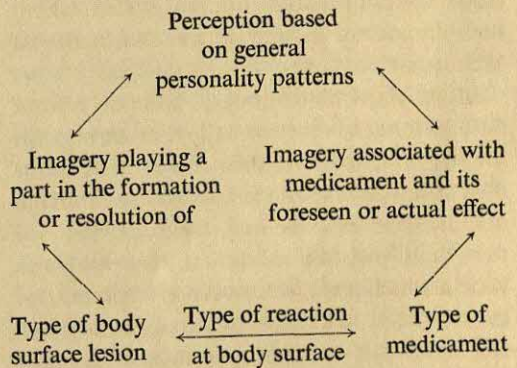 Perception based
on general
personality patterns
Imagery playing a
part in the formation
or resolution of
Imagery associated with
medicament and its
foreseen or actual effect
Type of body
surface lesion
Type of reaction
at body surface
Type of
medicament